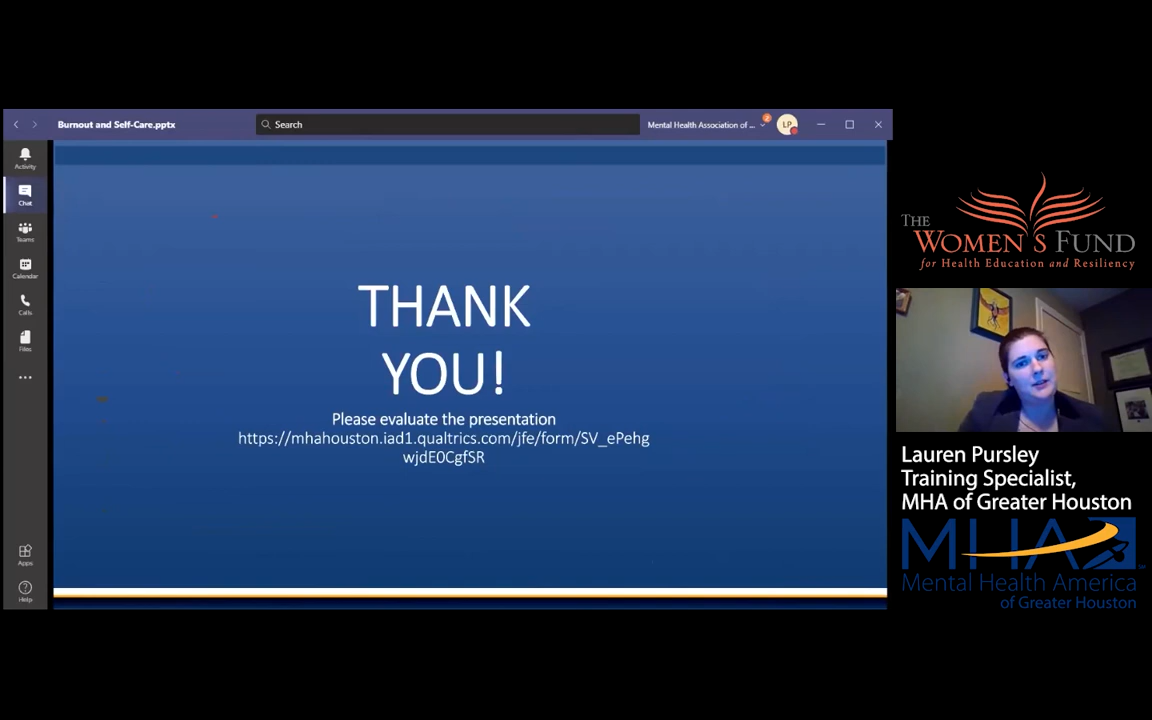 Burnout and Self-Care.pptx
Search
Mental Health Association of ...
2
LP
Activity
Chat
Teams
Calendar
Calls
Files
Apps
Help
THANK
YOU!
Please evaluate the presentation
https://mhahouston.iad1.qualtrics.com/jfe/form/SV_ePehg
wjdE0CgfSR
THE
WOMEN'S FUND
for Health Education and Resiliency
Lauren Pursley
Training Specialist,
MHA of Greater Houston
MHA
Mental Health America
of Greater Houston